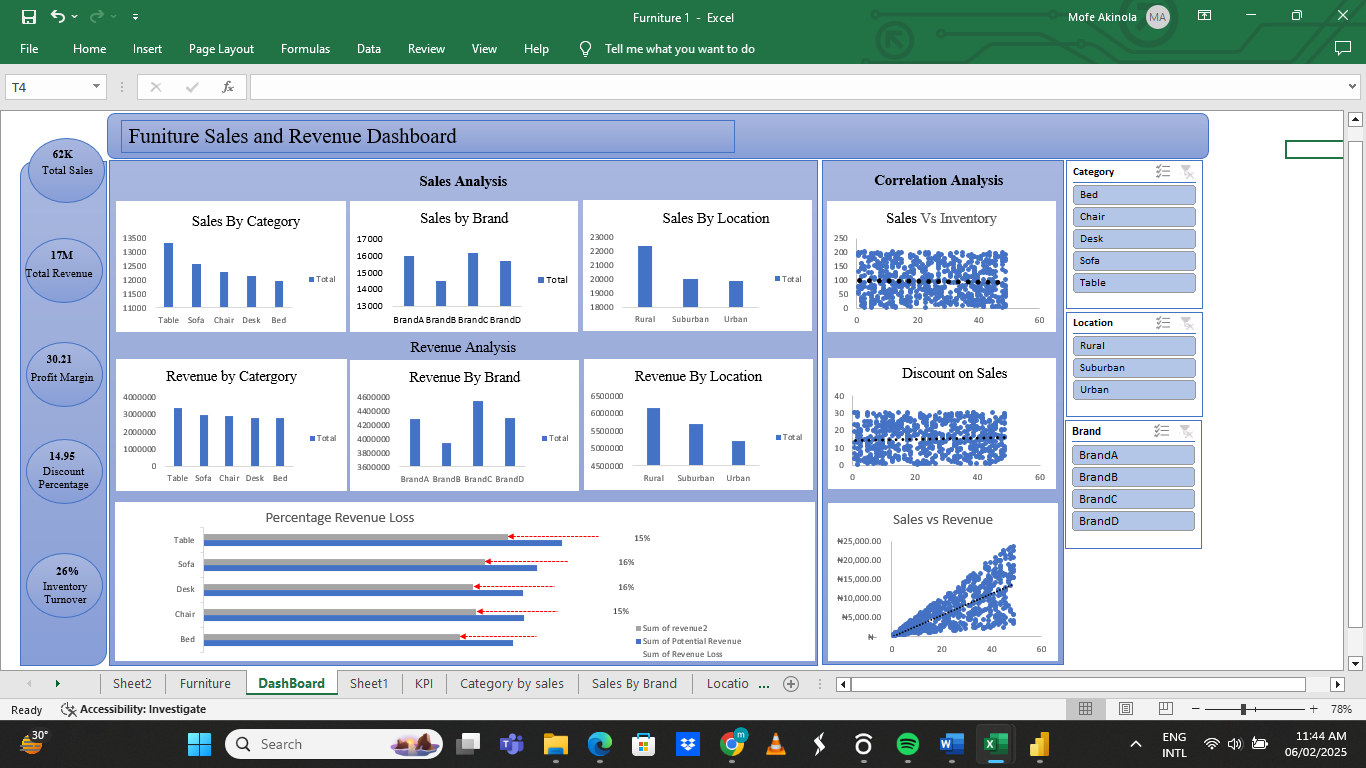 Furniture 1 - Excel
Mofe Akinola
MA
File Home Insert Page Layout Formulas Data Review View Help Tell me what you want to do
T4
fx
Funiture Sales and Revenue Dashboard
62K
Total Sales
17M
Total Revenue
30.21
Profit Margin
14.95
Discount
Percentage
26%
Inventory
Turnover
Sales Analysis
Sales By Category
13500
13000
12500
12000
11500
11000
Table Sofa Chair Desk Bed
Total
Sales by Brand
17000
16000
15000
14000
13000
BrandA BrandB BrandC BrandD
Total
Sales By Location
23000
22000
21000
20000
19000
18000
Rural Suburban Urban
Total
Revenue Analysis
Revenue by Catergory
4000000
3000000
2000000
1000000
0
Table Sofa Chair Desk Bed
Total
Revenue By Brand
4600000
4400000
4200000
4000000
3800000
3600000
BrandA BrandB BrandC BrandD
Total
Revenue By Location
6500000
6000000
5500000
5000000
4500000
Rural Suburban Urban
Total
Percentage Revenue Loss
Table 15%
Sofa 16%
Desk 16%
Chair 15%
Bed
Sum of revenue2
Sum of Potential Revenue
Sum of Revenue Loss
Correlation Analysis
Sales Vs Inventory
250
200
150
100
50
0
0 20 40 60
Discount on Sales
40
30
20
10
0
0 20 40 60
Sales vs Revenue
₦25,000.00
₦20,000.00
₦15,000.00
₦10,000.00
₦5,000.00
₦-
0 20 40 60
Category
Bed
Chair
Desk
Sofa
Table
Location
Rural
Suburban
Urban
Brand
BrandA
BrandB
BrandC
BrandD
Sheet2 Furniture DashBoard Sheet1 KPI Category by sales Sales By Brand Locatio ...
Ready Accessibility: Investigate 78%
30°
Search
m
ENG
INTL
11:44 AM
06/02/2025